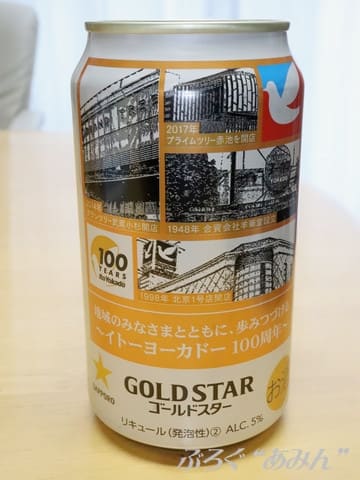 2017年
プライムツリー赤池を開店
1948年 合資会社羊華堂設立
100
YEARS
Ito Yokado
1998年 北京1号店開店
地域のみなさまとともに、歩みつづける
～イトーヨーカドー 100周年～
SAPPORO
GOLD STAR
ゴールドスター
お
リキュール(発泡性)② ALC. 5%
ぶろぐ“あみん”